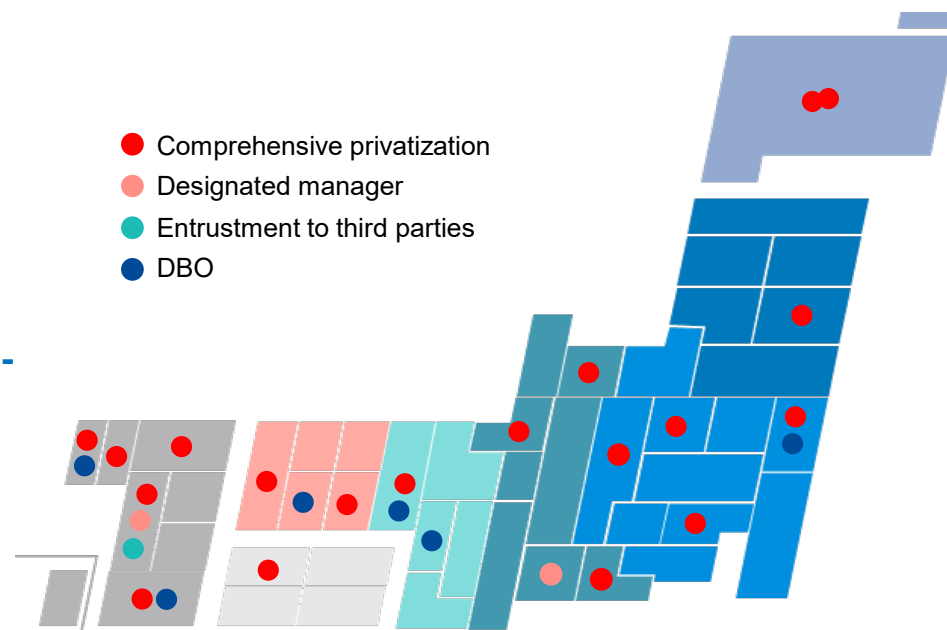 Comprehensive privatization
Designated manager
Entrustment to third parties
DBO